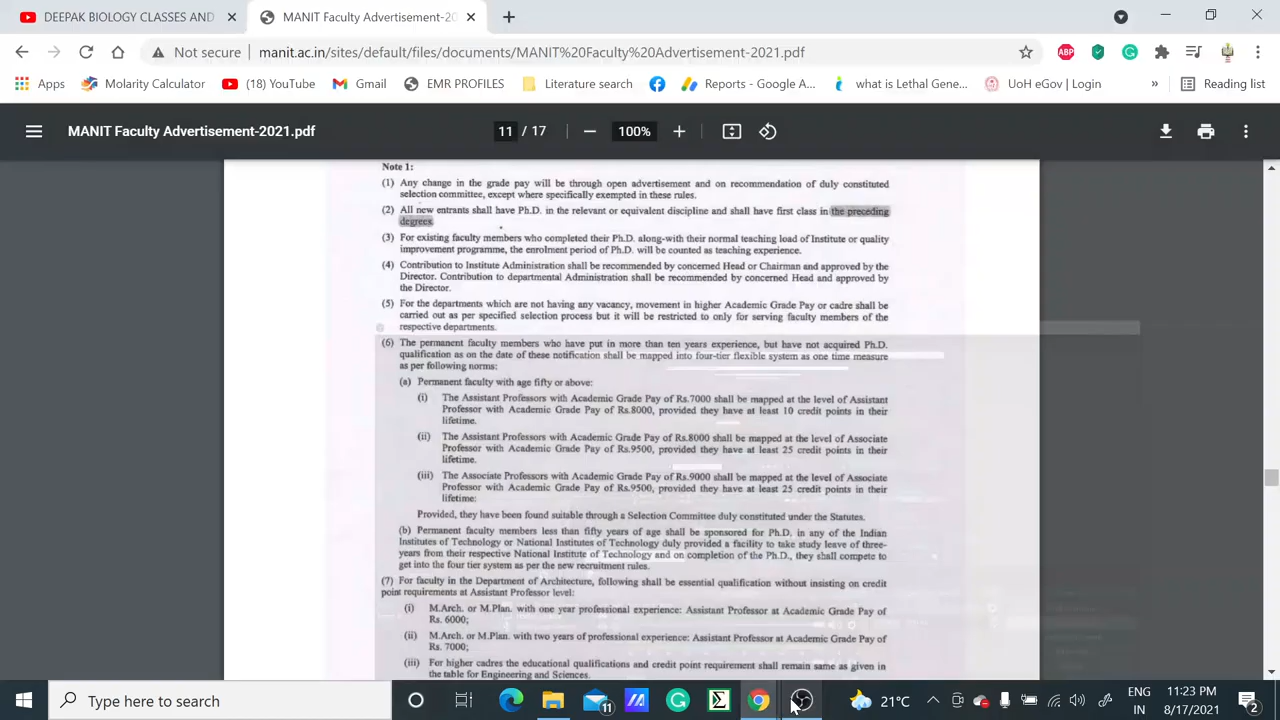 DEEPAK BIOLOGY CLASSES AND
MANIT Faculty Advertisement-20
Not secure
manit.ac.in/sites/default/files/documents/MANIT%20Faculty%20Advertisement-2021.pdf
Apps
Molarity Calculator
(18) YouTube
Gmail
EMR PROFILES
Literature search
Reports - Google A...
what is Lethal Gene...
UoH eGov | Login
»
Reading list
MANIT Faculty Advertisement-2021.pdf
11 / 17
100%
Note 1:
(1) Any change in the grade pay will be through open advertisement and on recommendation of duly constituted
selection committee, except where specifically exempted in these rules.
(2) All new entrants shall have Ph.D. in the relevant or equivalent discipline and shall have first class in the preceding
degrees.
(3) For existing faculty members who completed their Ph.D. along-with their normal teaching load of Institute or quality
improvement programme, the enrolment period of Ph.D. will be counted as teaching experience.
(4) Contribution to Institute Administration shall be recommended by concerned Head or Chairman and approved by the
Director. Contribution to departmental Administration shall be recommended by concerned Head and approved by
the Director.
(5) For the departments which are not having any vacancy, movement in higher Academic Grade Pay or cadre shall be
carried out as per specified selection process but it will be restricted to only for serving faculty members of the
respective departments.
(6) The permanent faculty members who have put in more than ten years experience, but have not acquired Ph.D.
qualification as on the date of these notification shall be mapped into four-tier flexible system as one time measure
as per following norms:
(a) Permanent faculty with age fifty or above:
(i) The Assistant Professors with Academic Grade Pay of Rs.7000 shall be mapped at the level of Assistant
Professor with Academic Grade Pay of Rs.8000, provided they have at least 10 credit points in their
lifetime.
(ii) The Assistant Professors with Academic Grade Pay of Rs.8000 shall be mapped at the level of Associate
Professor with Academic Grade Pay of Rs.9500, provided they have at least 25 credit points in their
lifetime.
(iii) The Associate Professors with Academic Grade Pay of Rs.9000 shall be mapped at the level of Associate
Professor with Academic Grade Pay of Rs.9500, provided they have at least 25 credit points in their
lifetime:
Provided, they have been found suitable through a Selection Committee duly constituted under the Statutes.
(b) Permanent faculty members less than fifty years of age shall be sponsored for Ph.D. in any of the Indian
Institutes of Technology or National Institutes of Technology duly provided a facility to take study leave of three-
years from their respective National Institute of Technology and on completion of the Ph.D., they shall compete to
get into the four tier system as per the new recruitment rules.
(7) For faculty in the Department of Architecture, following shall be essential qualification without insisting on credit
point requirements at Assistant Professor level:
(i) M.Arch. or M.Plan. with one year professional experience: Assistant Professor at Academic Grade Pay of
Rs. 6000;
(ii) M.Arch. or M.Plan. with two years of professional experience: Assistant Professor at Academic Grade Pay of
Rs. 7000;
(iii) For higher cadres the educational qualifications and credit point requirement shall remain same as given in
the table for Engineering and Sciences.
Type here to search
11
21°C
ENG
IN
11:23 PM
8/17/2021
2